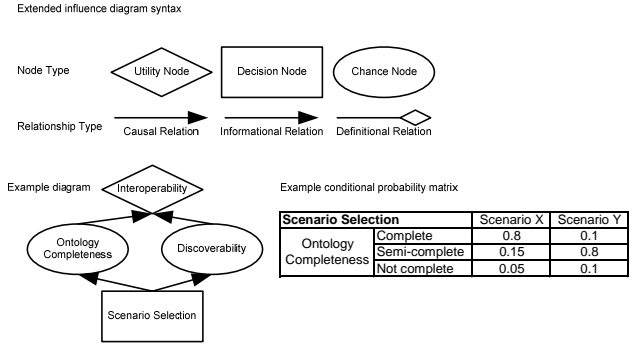 Extended influence diagram syntax
Node Type
Utility Node
Decision Node
Chance Node
Relationship Type
Causal Relation
Informational Relation
Definitional Relation
Example diagram
Interoperability
Ontology
Completeness
Discoverability
Scenario Selection
Example conditional probability matrix
Scenario Selection Scenario X Scenario Y
Ontology
Completeness
Complete 0.8 0.1
Semi-complete 0.15 0.8
Not complete 0.05 0.1